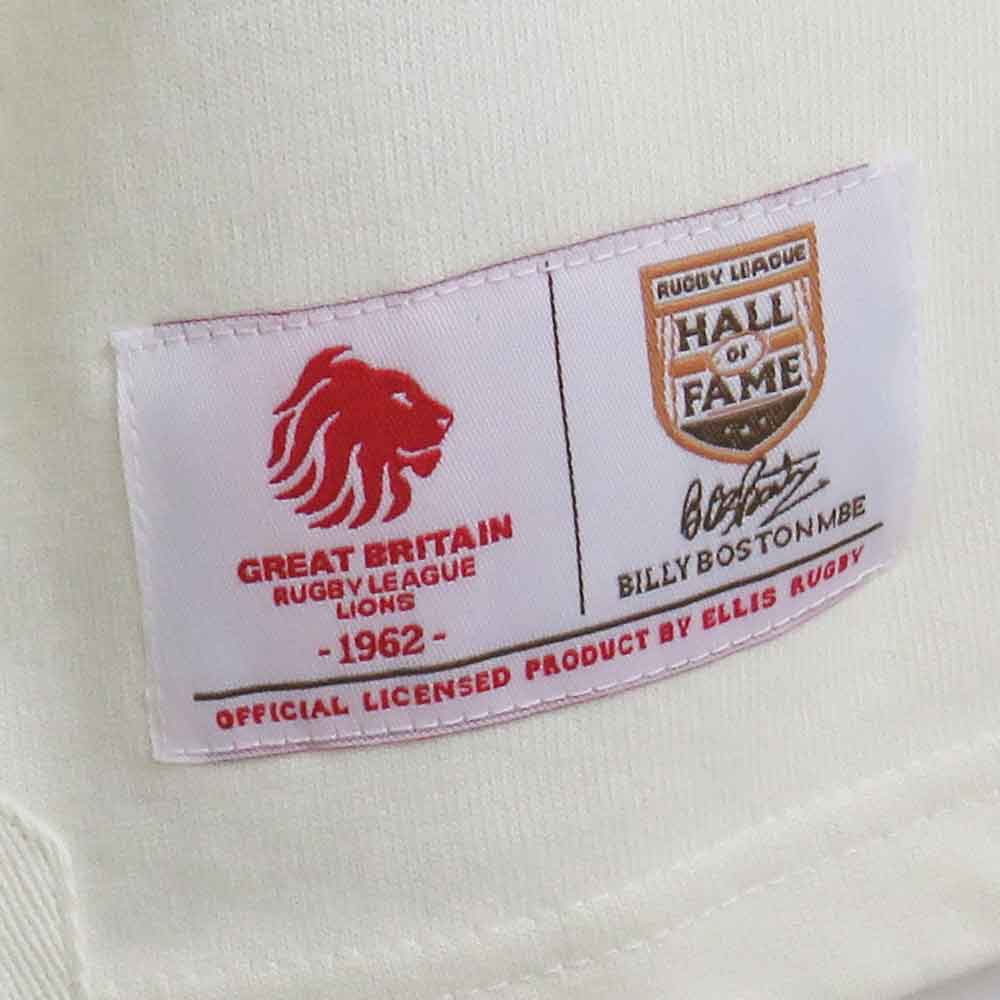 GREAT BRITAIN
RUGBY LEAGUE
LIONS
- 1962 -
RUGBY LEAGUE
HALL
OF
FAME
BILLY BOSTON MBE
OFFICIAL LICENSED PRODUCT BY ELLIS RUGBY